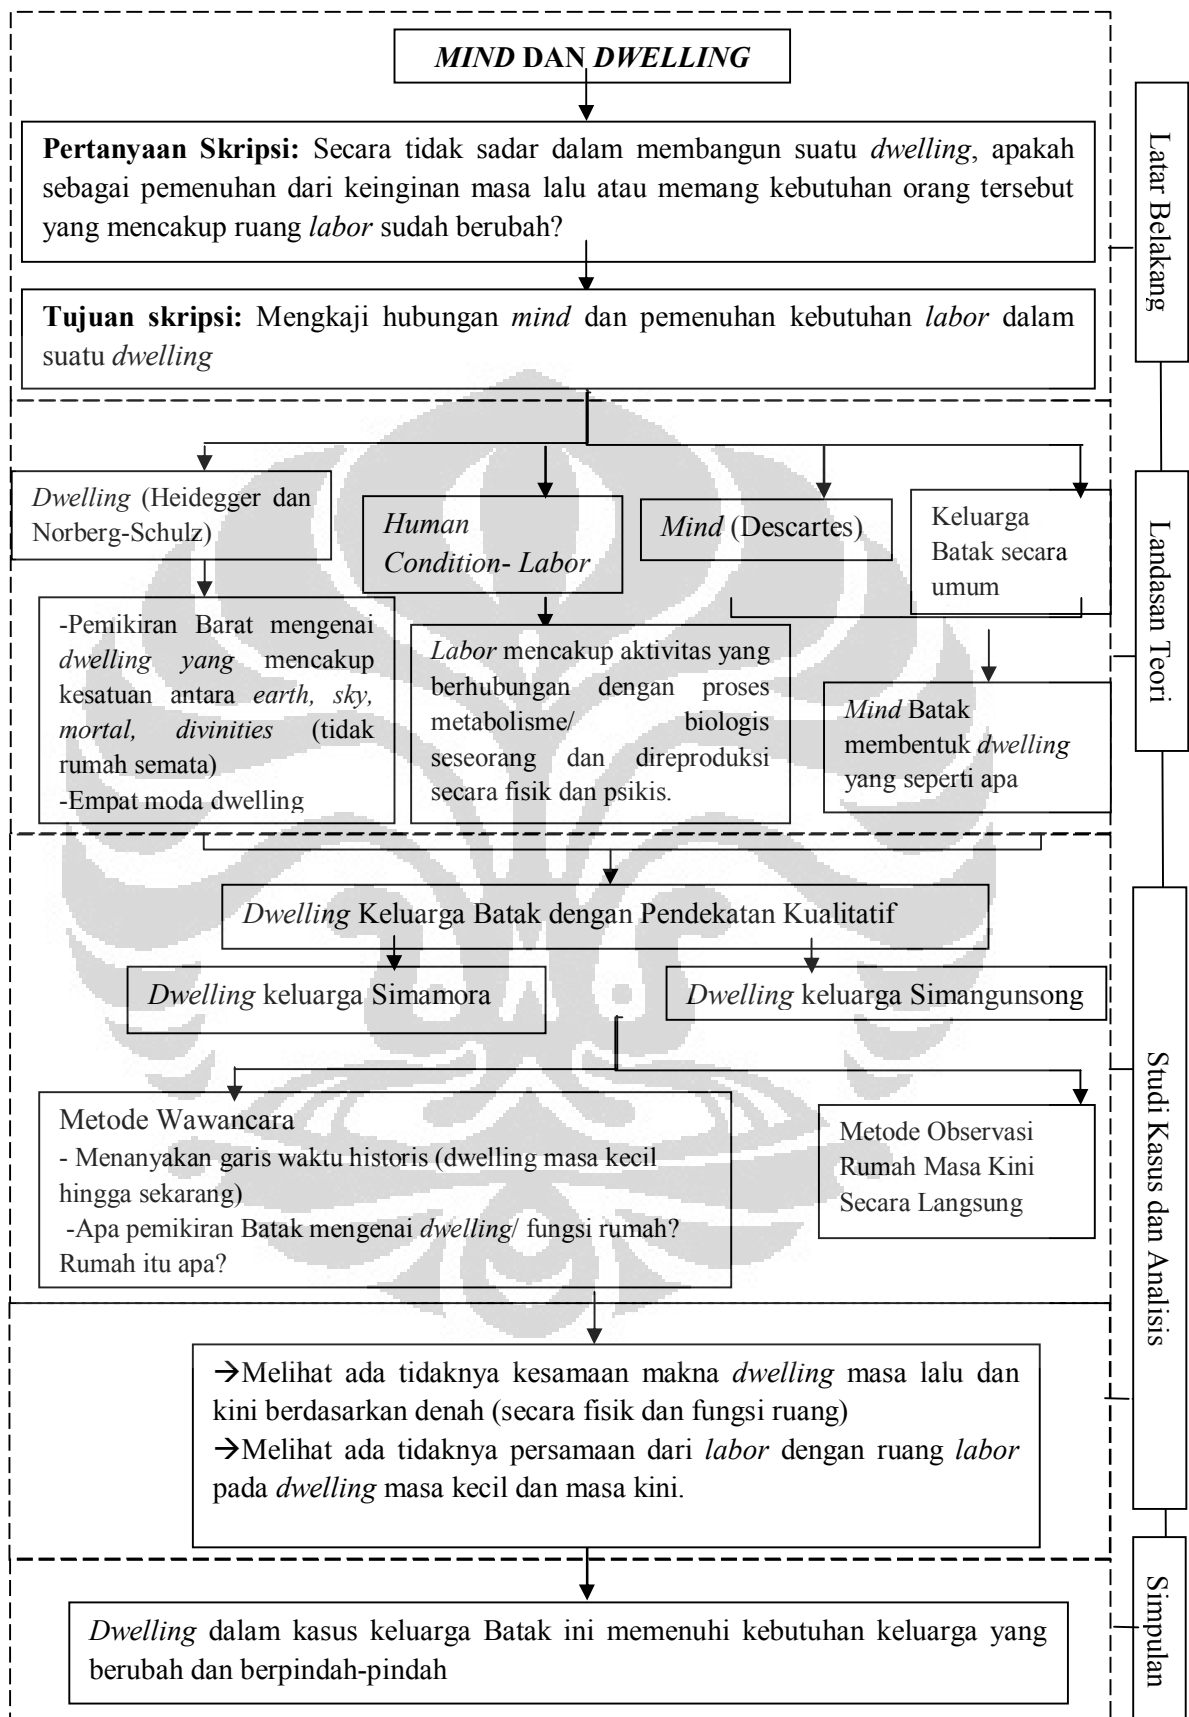 MIND DAN DWELLING
Pertanyaan Skripsi: Secara tidak sadar dalam membangun suatu dwelling, apakah
sebagai pemenuhan dari keinginan masa lalu atau memang kebutuhan orang tersebut
yang mencakup ruang labor sudah berubah?
Tujuan skripsi: Mengkaji hubungan mind dan pemenuhan kebutuhan labor dalam
suatu dwelling
Latar Belakang
Dwelling (Heidegger dan
Norberg-Schulz)
Human
Condition- Labor
Mind (Descartes)
Keluarga
Batak secara
umum
-Pemikiran Barat mengenai
dwelling yang mencakup
kesatuan antara earth, sky,
mortal, divinities (tidak
rumah semata)
-Empat moda dwelling
Labor mencakup aktivitas yang
berhubungan dengan proses
metabolisme/ biologis
seseorang dan direproduksi
secara fisik dan psikis.
Mind Batak
membentuk dwelling
yang seperti apa
Landasan Teori
Dwelling Keluarga Batak dengan Pendekatan Kualitatif
Dwelling keluarga Simamora
Dwelling keluarga Simangunsong
Metode Wawancara
- Menanyakan garis waktu historis (dwelling masa kecil
hingga sekarang)
-Apa pemikiran Batak mengenai dwelling/ fungsi rumah?
Rumah itu apa?
Metode Observasi
Rumah Masa Kini
Secara Langsung
→Melihat ada tidaknya kesamaan makna dwelling masa lalu dan
kini berdasarkan denah (secara fisik dan fungsi ruang)
→Melihat ada tidaknya persamaan dari labor dengan ruang labor
pada dwelling masa kecil dan masa kini.
Studi Kasus dan Analisis
Dwelling dalam kasus keluarga Batak ini memenuhi kebutuhan keluarga yang
berubah dan berpindah-pindah
Simpulan